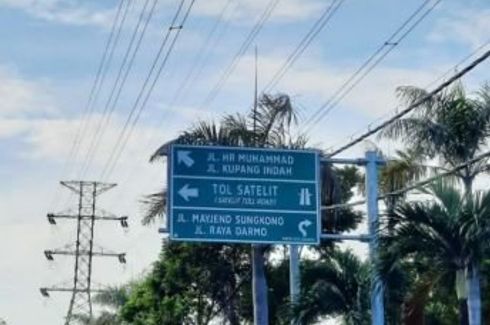 JL. HR MUHAMMAD
JL. KUPANG INDAH
TOL SATELIT
(SATELIT TOLL ROAD)
JL. MAYJEND SUNGKONO
JL. RAYA DARMO